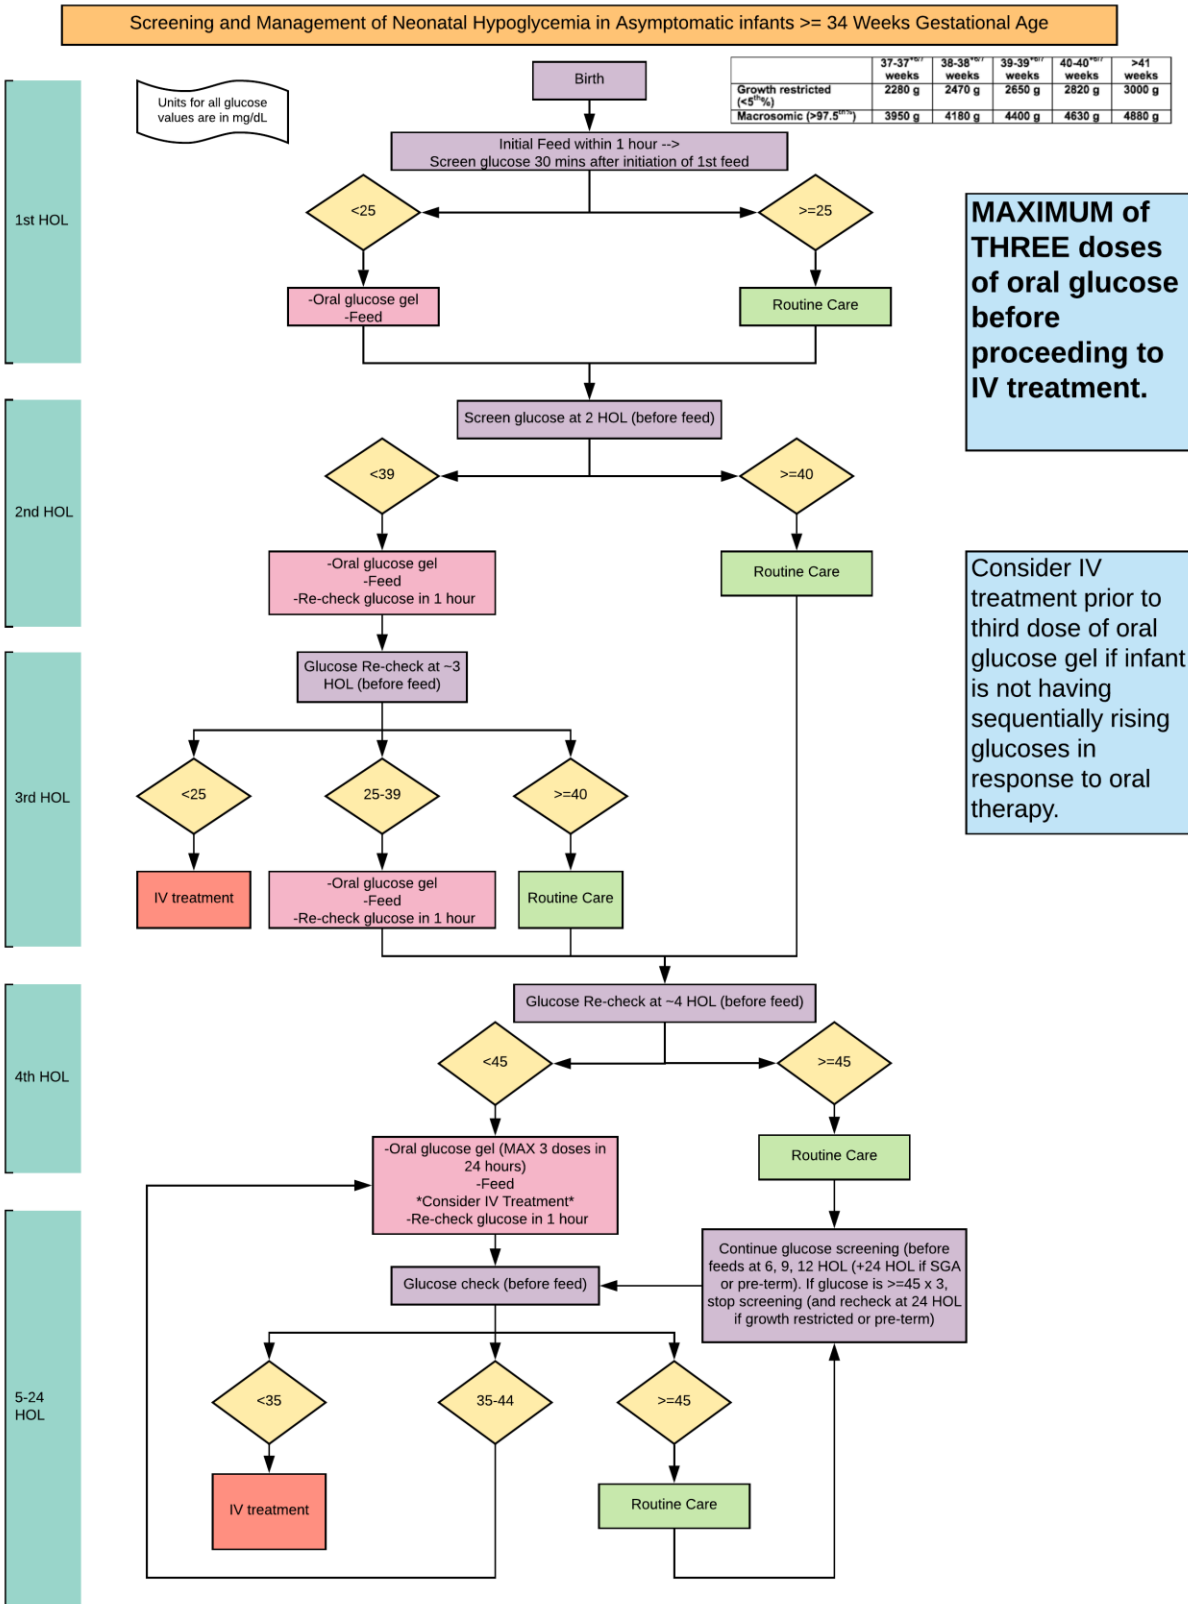 Screening and Management of Neonatal Hypoglycemia in Asymptomatic infants >= 34 Weeks Gestational Age
Units for all glucose
values are in mg/dL
Birth
37-37+6/7 38-38+6/7 39-39+6/7 40-40+6/7 >41
weeks weeks weeks weeks weeks
Growth restricted 2280 g 2470 g 2650 g 2820 g 3000 g
(<5th%)
Macrosomic (>97.5th%) 3950 g 4180 g 4400 g 4630 g 4880 g
Initial Feed within 1 hour -->
Screen glucose 30 mins after initiation of 1st feed
1st HOL
<25
>=25
-Oral glucose gel
-Feed
Routine Care
MAXIMUM of
THREE doses
of oral glucose
before
proceeding to
IV treatment.
Screen glucose at 2 HOL (before feed)
2nd HOL
<39
>=40
-Oral glucose gel
-Feed
-Re-check glucose in 1 hour
Routine Care
Consider IV
treatment prior to
third dose of oral
glucose gel if infant
is not having
sequentially rising
glucoses in
response to oral
therapy.
Glucose Re-check at ~3
HOL (before feed)
3rd HOL
<25
25-39
>=40
IV treatment
-Oral glucose gel
-Feed
-Re-check glucose in 1 hour
Routine Care
Glucose Re-check at ~4 HOL (before feed)
4th HOL
<45
>=45
-Oral glucose gel (MAX 3 doses in
24 hours)
-Feed
*Consider IV Treatment*
-Re-check glucose in 1 hour
Routine Care
Continue glucose screening (before
feeds at 6, 9, 12 HOL (+24 HOL if SGA
or pre-term). If glucose is >=45 x 3,
stop screening (and recheck at 24 HOL
if growth restricted or pre-term)
Glucose check (before feed)
5-24
HOL
<35
35-44
>=45
IV treatment
Routine Care